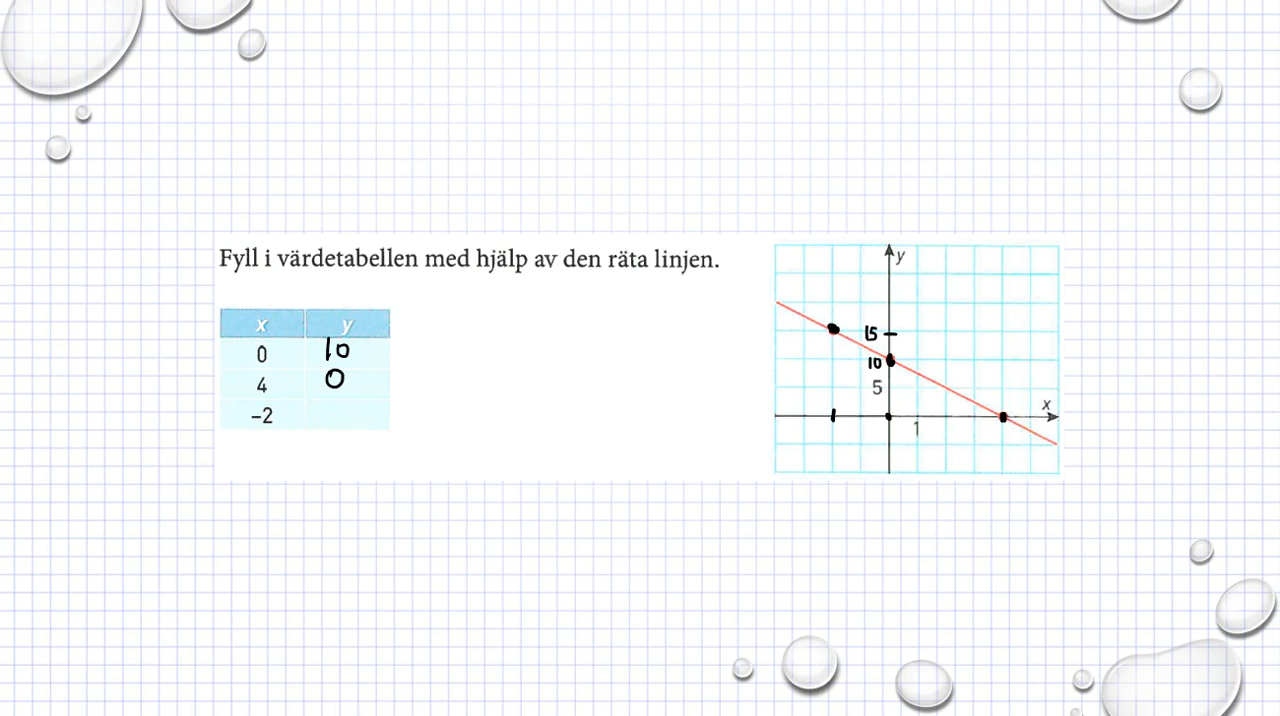 Fyll i värdetabellen med hjälp av den räta linjen.
x y
0 10
4 0
−2
y
15
10
5
x
1